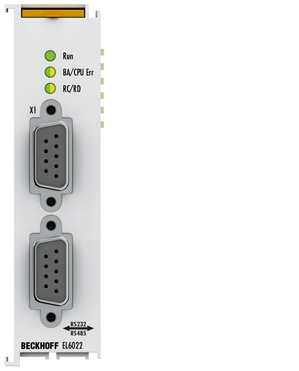 Run
BA/CPU Err
RC/RD
X1
RS232
RS485
BECKHOFF EL6022